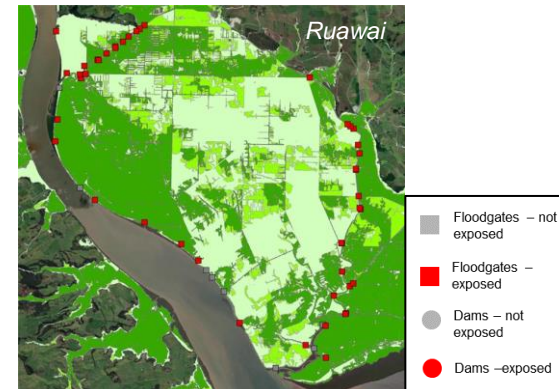 Ruawai
Floodgates – not
exposed
Floodgates –
exposed
Dams – not
exposed
Dams –exposed